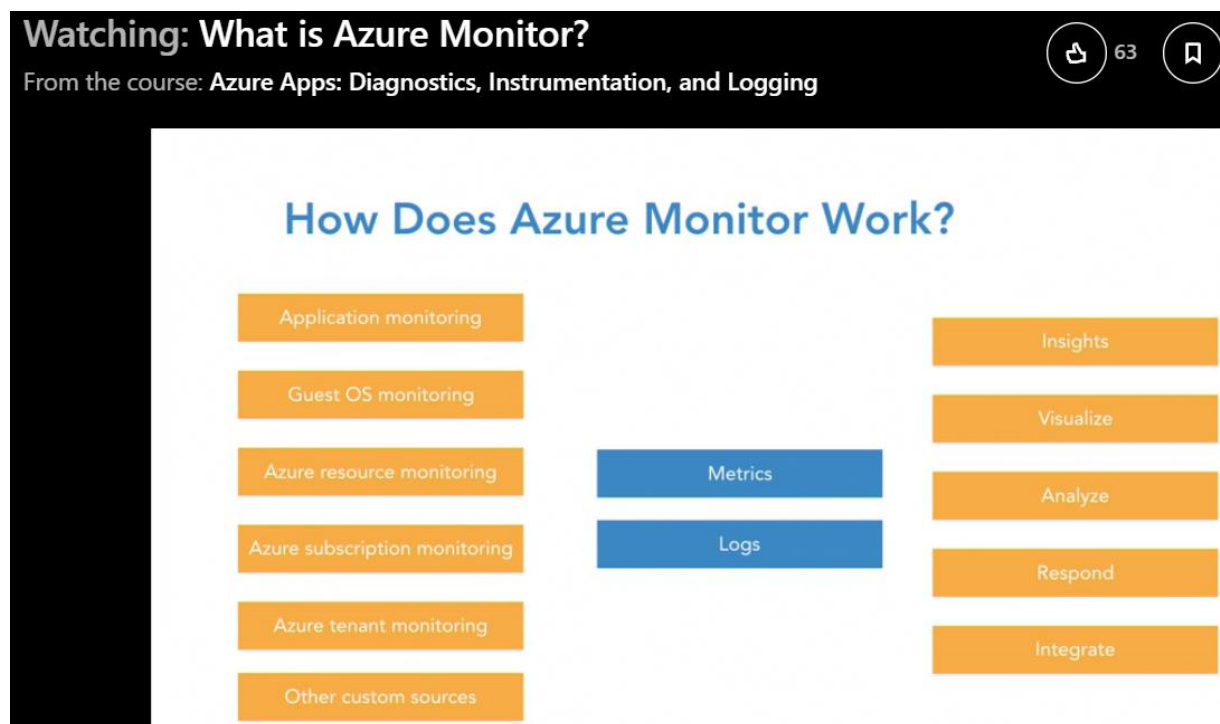 Watching: What is Azure Monitor?
63
From the course: Azure Apps: Diagnostics, Instrumentation, and Logging
How Does Azure Monitor Work?
Application monitoring
Guest OS monitoring
Azure resource monitoring
Azure subscription monitoring
Azure tenant monitoring
Other custom sources
Metrics
Logs
Insights
Visualize
Analyze
Respond
Integrate